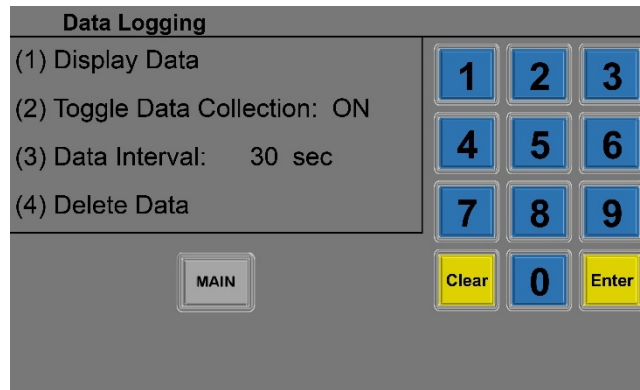 Data Logging
(1) Display Data
(2) Toggle Data Collection: ON
(3) Data Interval: 30 sec
(4) Delete Data
MAIN
1 2 3
4 5 6
7 8 9
Clear 0 Enter